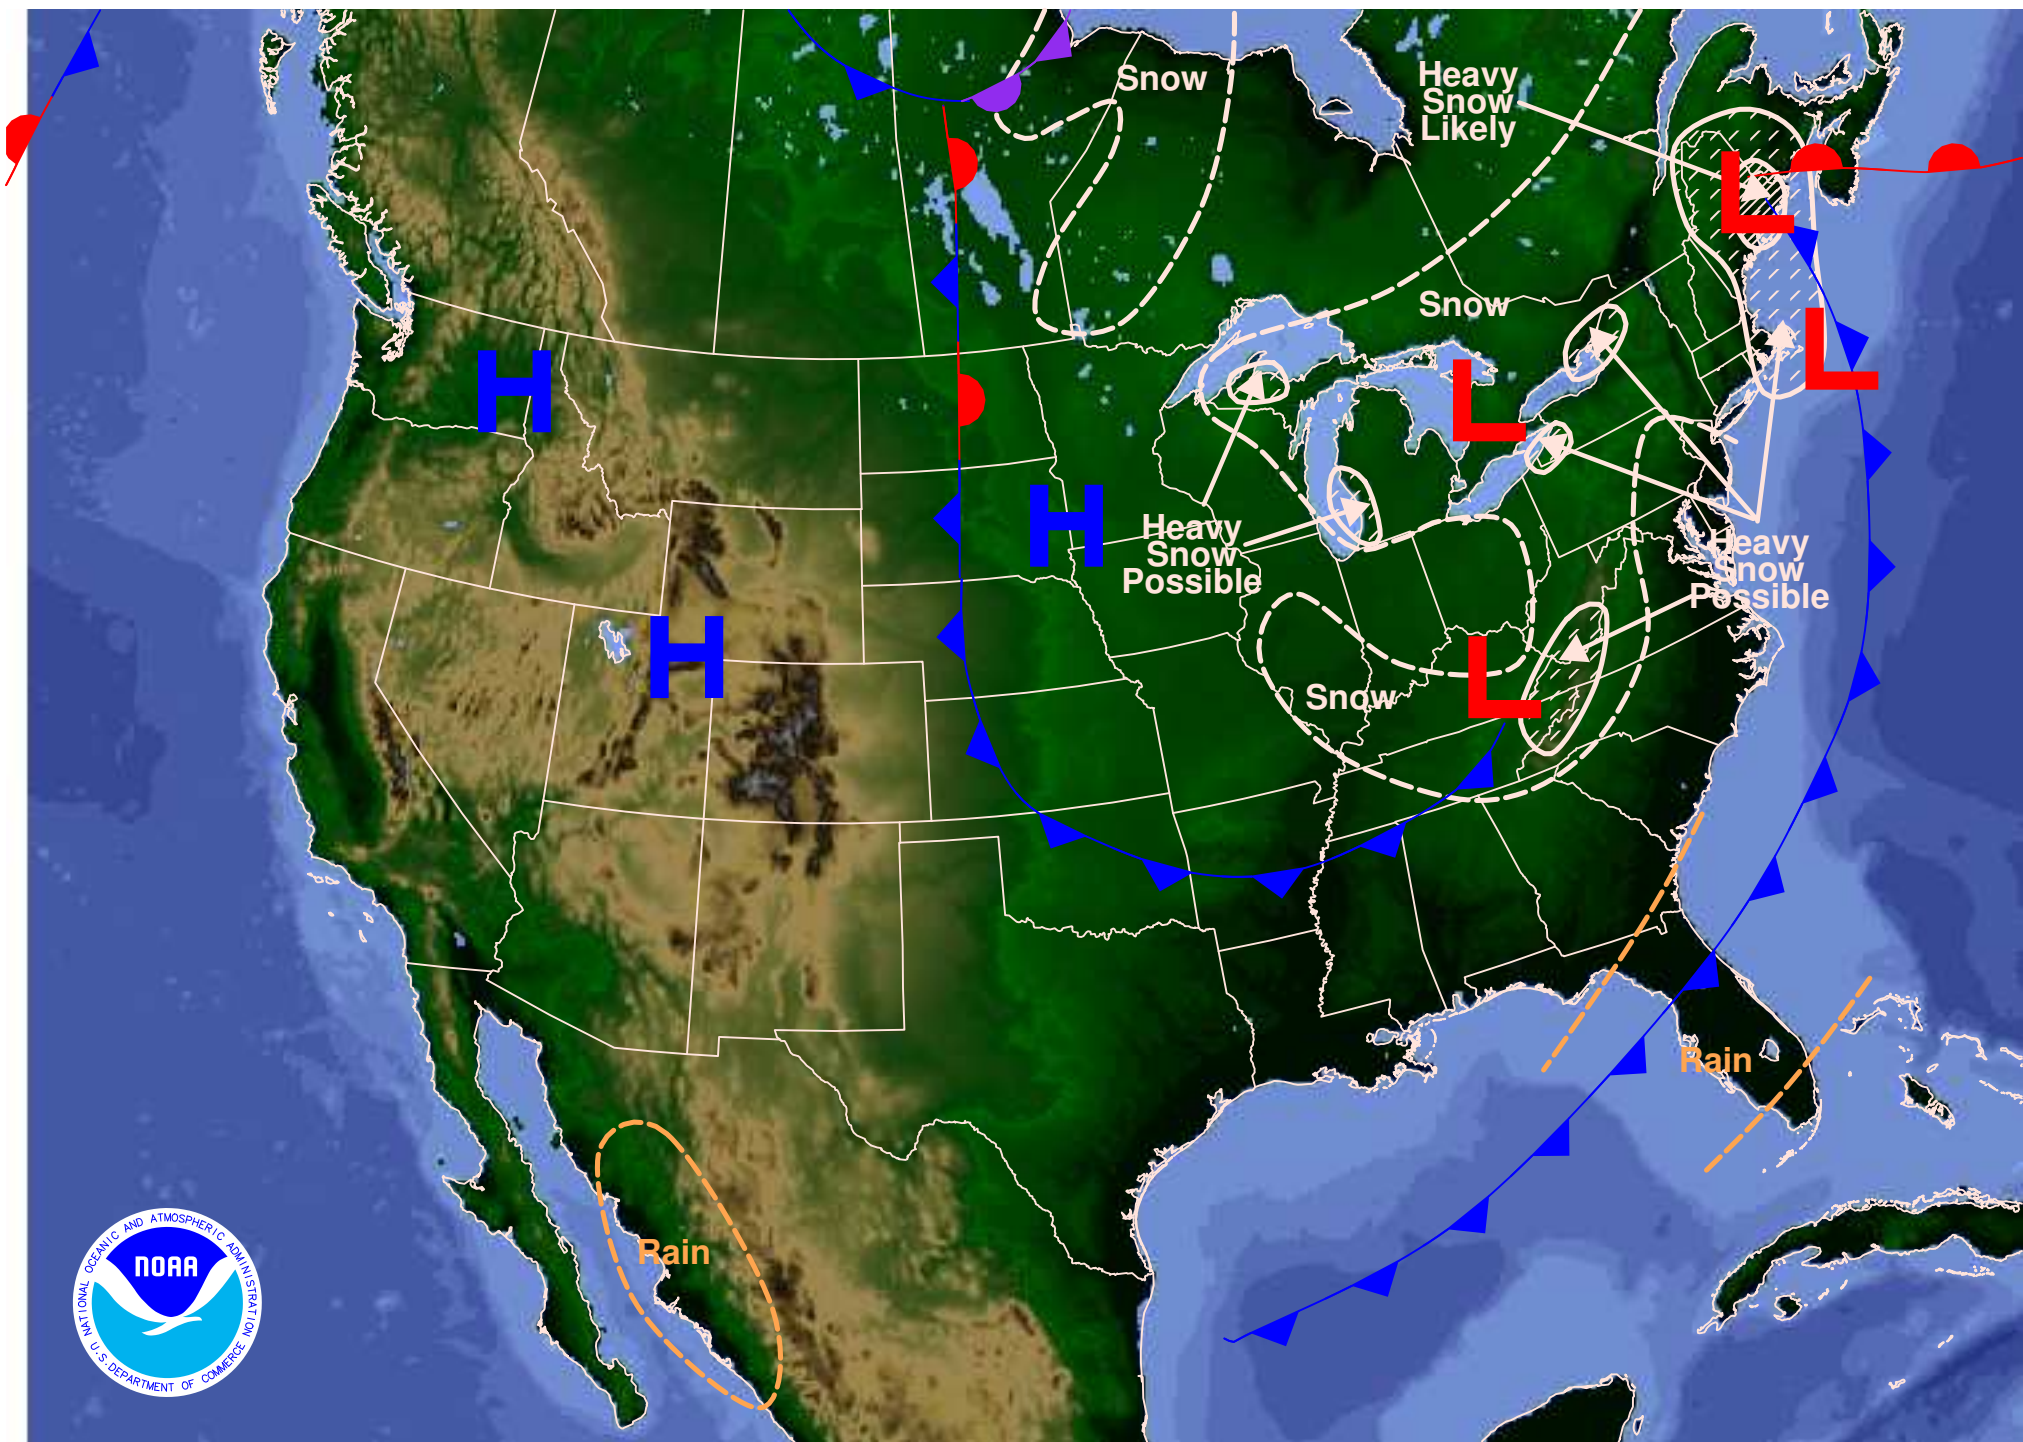 Snow
Heavy
Snow
Likely
L
Snow
H
L
L
H
Heavy
Snow
Possible
Heavy
Snow
Possible
H
L
Snow
Rain
Rain
NATIONAL OCEANIC AND ATMOSPHERIC ADMINISTRATION
NOAA
U.S. DEPARTMENT OF COMMERCE